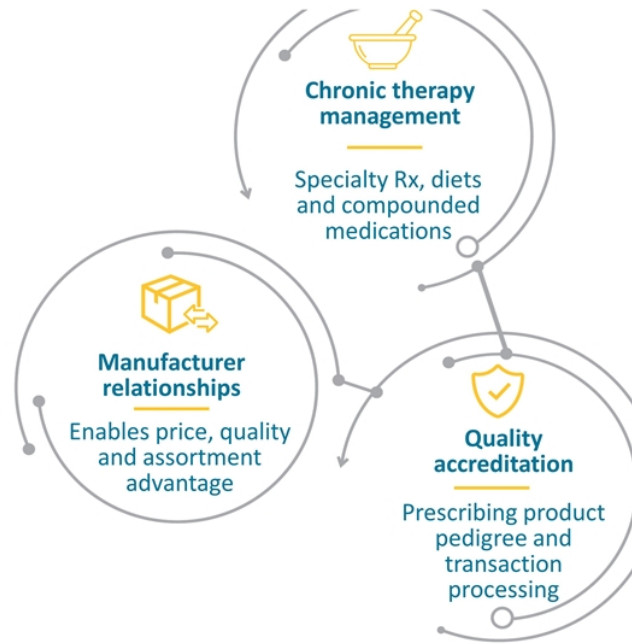 Chronic therapy
management
Specialty Rx, diets
and compounded
medications
Manufacturer
relationships
Enables price, quality
and assortment
advantage
Quality
accreditation
Prescribing product
pedigree and
transaction
processing